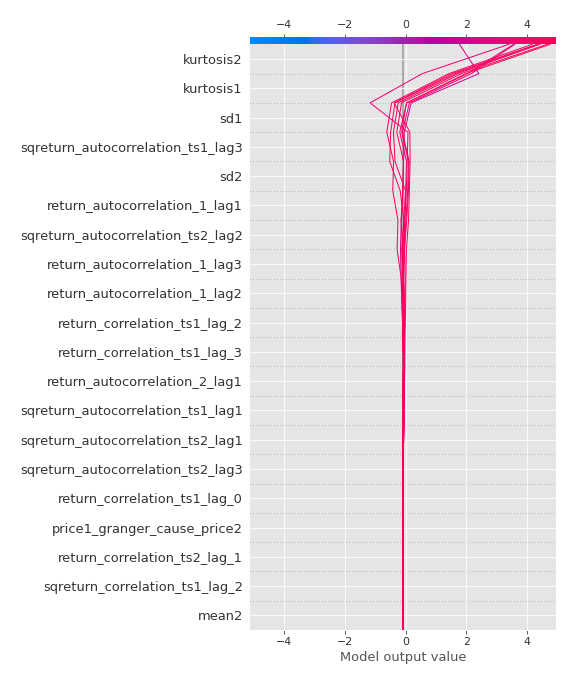 −4 −2 0 2 4
kurtosis2
kurtosis1
sd1
sqreturn_autocorrelation_ts1_lag3
sd2
return_autocorrelation_1_lag1
sqreturn_autocorrelation_ts2_lag2
return_autocorrelation_1_lag3
return_autocorrelation_1_lag2
return_correlation_ts1_lag_2
return_correlation_ts1_lag_3
return_autocorrelation_2_lag1
sqreturn_autocorrelation_ts1_lag1
sqreturn_autocorrelation_ts2_lag1
sqreturn_autocorrelation_ts2_lag3
return_correlation_ts1_lag_0
price1_granger_cause_price2
return_correlation_ts2_lag_1
sqreturn_correlation_ts1_lag_2
mean2
−4 −2 0 2 4
Model output value